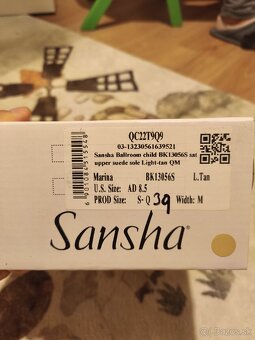 QC22T9Q9
03-13230561639521
Sansha Ballroom child BK13056S sat
upper suede sole Light-tan QM
Marina BK13056S L.Tan
U.S. Size: AD 8.5
PROD Size: S- Q 39 Width: M
6901084515548
Sansha®